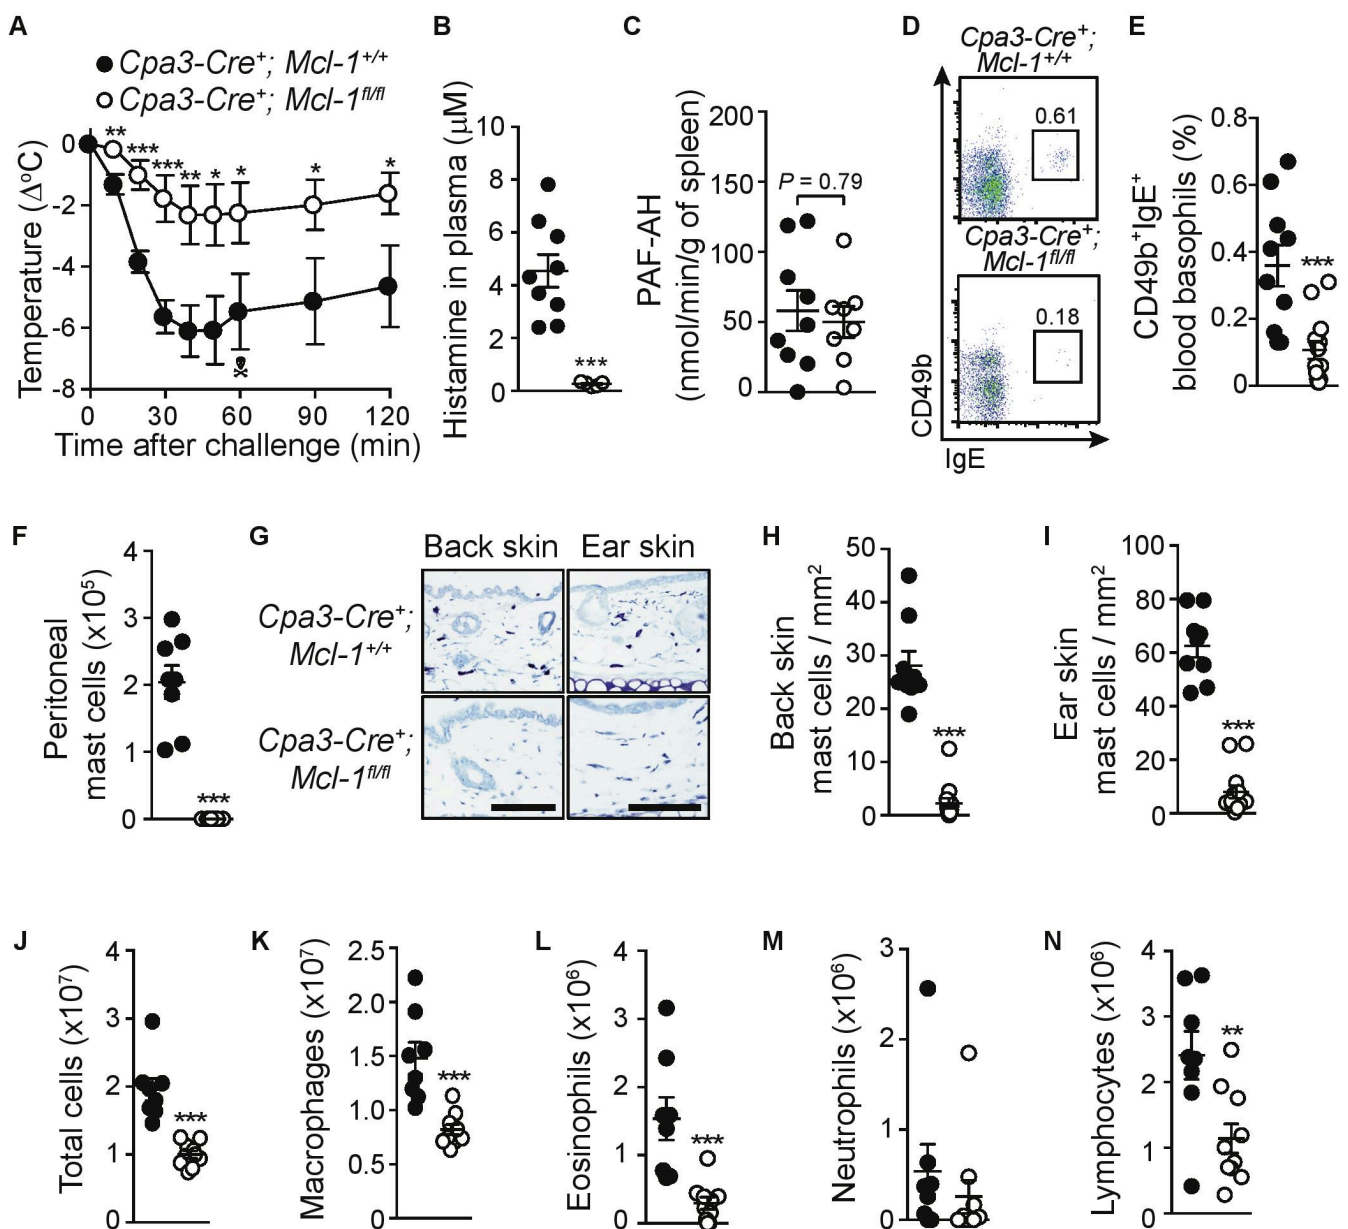 A
Cpa3-Cre+; Mcl-1+/+
Cpa3-Cre+; Mcl-1fl/fl
Temperature (ΔºC)
0
-2
-4
-6
-8
** *** *** ** * * * *
0 30 60 90 120
Time after challenge (min)
B
Histamine in plasma (μM)
10
8
6
4
2
0
***
C
PAF-AH
(nmol/min/g of spleen)
200
150
100
50
0
P = 0.79
D
Cpa3-Cre+;
Mcl-1+/+
0.61
Cpa3-Cre+;
Mcl-1fl/fl
0.18
CD49b
IgE
E
CD49b+IgE+
blood basophils (%)
0.8
0.6
0.4
0.2
0
***
F
Peritoneal
mast cells (x105)
4
3
2
1
0
***
G
Back skin Ear skin
Cpa3-Cre+;
Mcl-1+/+
Cpa3-Cre+;
Mcl-1fl/fl
H
Back skin
mast cells / mm2
50
40
30
20
10
0
***
I
Ear skin
mast cells / mm2
100
80
60
40
20
0
***
J
Total cells (x107)
4
3
2
1
0
***
K
Macrophages (x107)
2.5
2.0
1.5
1.0
0.5
0
***
L
Eosinophils (x106)
4
3
2
1
0
***
M
Neutrophils (x106)
3
2
1
0
N
Lymphocytes (x106)
4
3
2
1
0
**